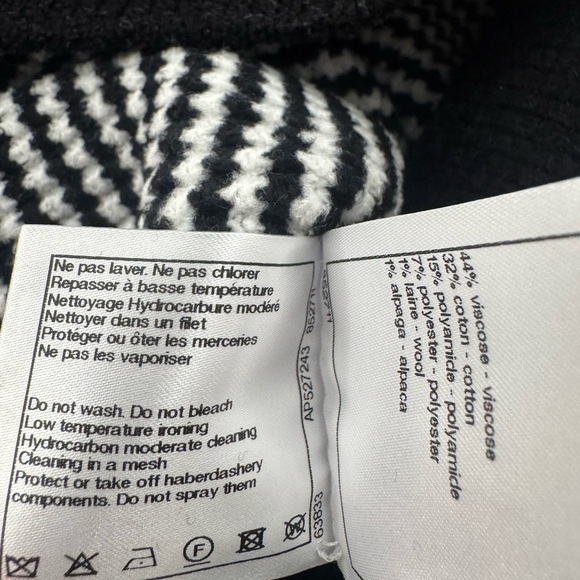 Ne pas laver. Ne pas chlorer
Repasser à basse température
Nettoyage Hydrocarbure modéré
Nettoyer dans un filet
Protéger ou ôter les merceries
Ne pas les vaporiser
Do not wash. Do not bleach
Low temperature ironing
Hydrocarbon moderate cleaning
Cleaning in a mesh
Protect or take off haberdashery
components. Do not spray them
F
63833
AP527243
44% viscose - viscose
32% coton - cotton
15% polyamide - polyamide
7% polyester - polyester
1% laine - wool
1% alpaga - alpaca